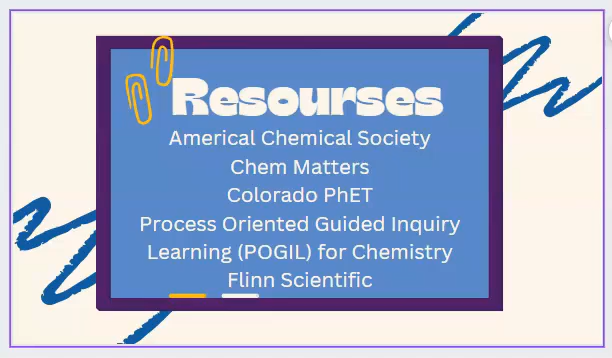 Resourses
Americal Chemical Society
Chem Matters
Colorado PhET
Process Oriented Guided Inquiry
Learning (POGIL) for Chemistry
Flinn Scientific